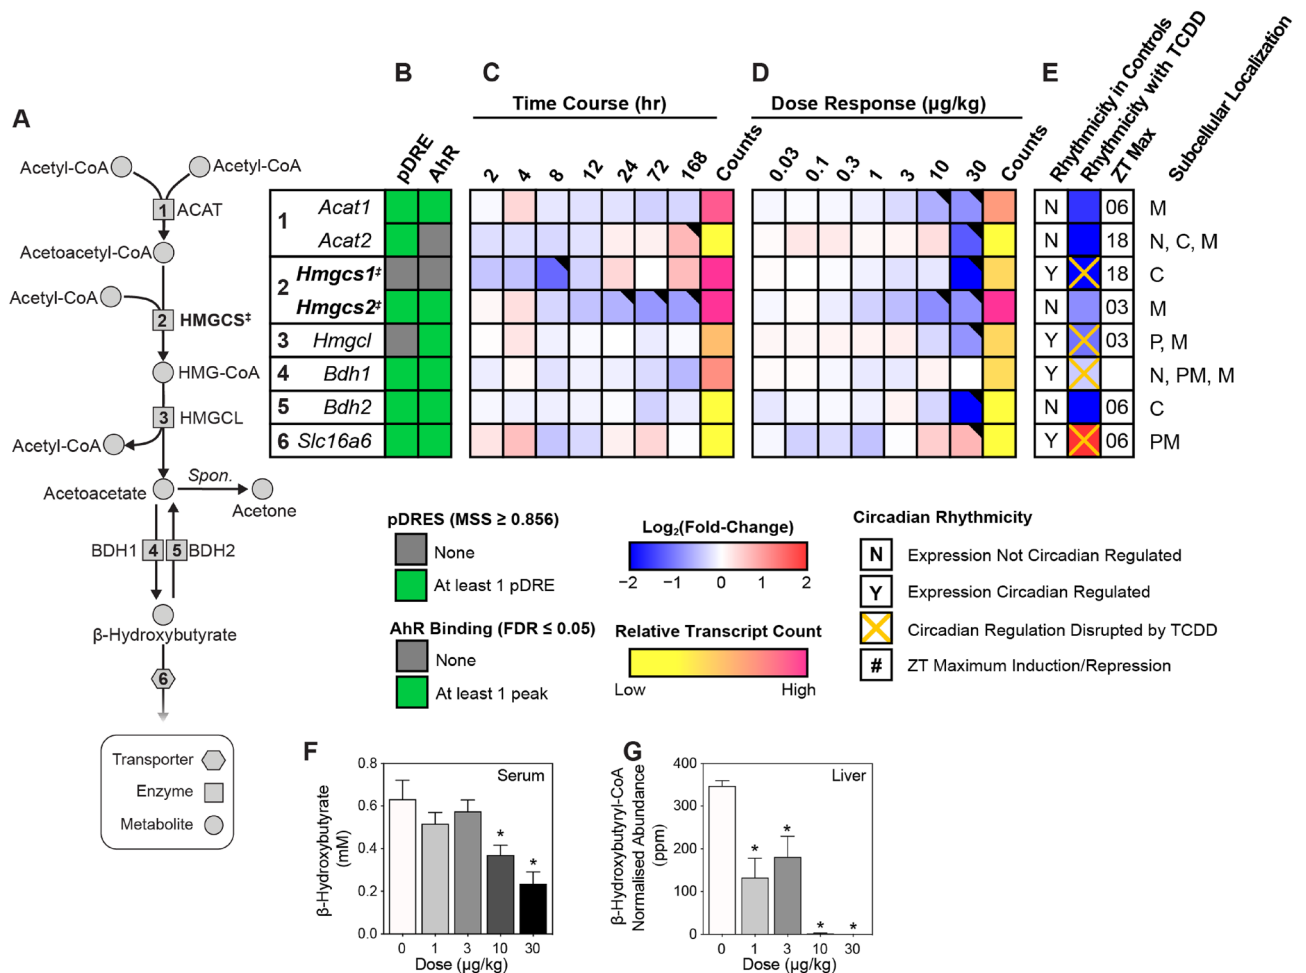 A
Acetyl-CoA
Acetyl-CoA
1 ACAT
Acetoacetyl-CoA
Acetyl-CoA
2 HMGCS‡
HMG-CoA
3 HMGCL
Acetyl-CoA
Spon.
Acetoacetate
Acetone
BDH1 4 5 BDH2
β-Hydroxybutyrate
6
Transporter
Enzyme
Metabolite
B
pDRE
AhR
C
Time Course (hr)
2 4 8 12 24 72 168 Counts
D
Dose Response (µg/kg)
0.03 0.1 0.3 1 3 10 30 Counts
E
Rhythmicity in Controls
Rhythmicity with TCDD
ZT Max
Subcellular Localization
1 Acat1 N 06 M
Acat2 N 18 N, C, M
2 Hmgcs1‡ Y 18 C
Hmgcs2‡ N 03 M
3 Hmgcl Y 03 P, M
4 Bdh1 Y N, PM, M
5 Bdh2 N 06 C
6 Slc16a6 Y 06 PM
pDRES (MSS ≥ 0.856)
None
At least 1 pDRE
AhR Binding (FDR ≤ 0.05)
None
At least 1 peak
Log2(Fold-Change)
−2 −1 0 1 2
Relative Transcript Count
Low High
Circadian Rhythmicity
N Expression Not Circadian Regulated
Y Expression Circadian Regulated
Circadian Regulation Disrupted by TCDD
# ZT Maximum Induction/Repression
F
Serum
β-Hydroxybutyrate
(mM)
0.8
0.6
0.4
0.2
0.0
*
*
0 1 3 10 30
Dose (µg/kg)
G
Liver
β-Hydroxybutyryl-CoA
Normalised Abundance
(ppm)
400
300
200
100
0
*
*
*
*
0 1 3 10 30
Dose (µg/kg)